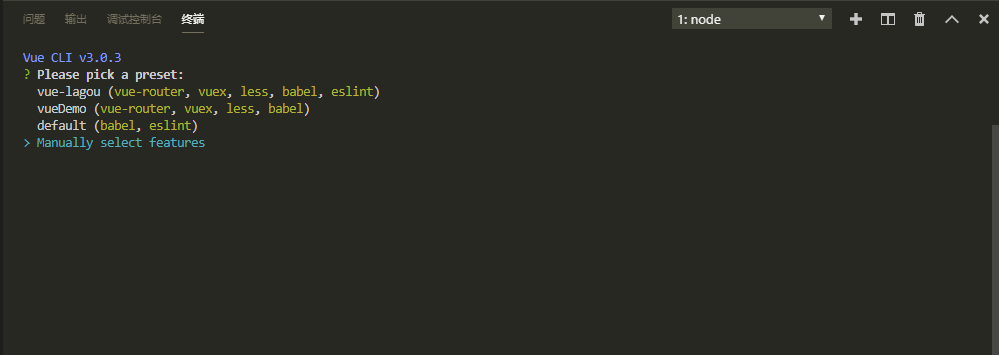 问题 输出 调试控制台 终端 1: node
Vue CLI v3.0.3
? Please pick a preset:
vue-lagou (vue-router, vuex, less, babel, eslint)
vueDemo (vue-router, vuex, less, babel)
default (babel, eslint)
> Manually select features